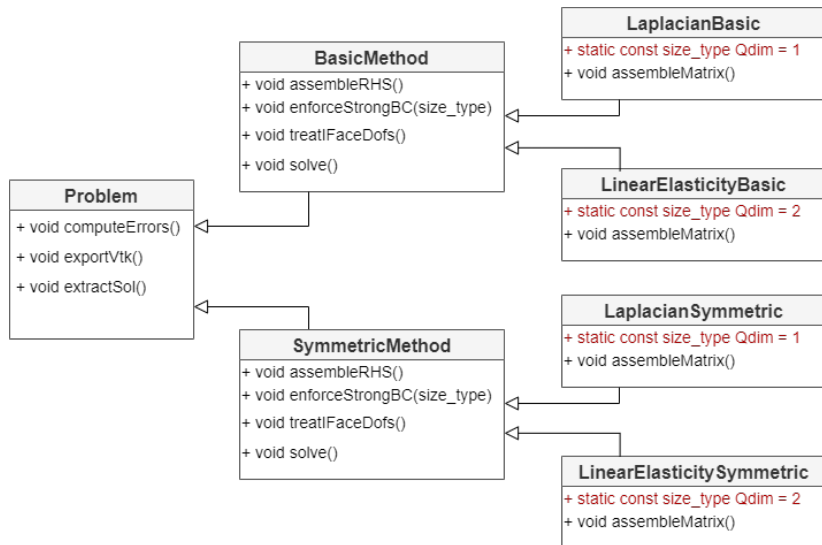 Problem
+ void computeErrors()
+ void exportVtk()
+ void extractSol()
BasicMethod
+ void assembleRHS()
+ void enforceStrongBC(size_type)
+ void treatIFaceDofs()
+ void solve()
SymmetricMethod
+ void assembleRHS()
+ void enforceStrongBC(size_type)
+ void treatIFaceDofs()
+ void solve()
LaplacianBasic
+ static const size_type Qdim = 1
+ void assembleMatrix()
LinearElasticityBasic
+ static const size_type Qdim = 2
+ void assembleMatrix()
LaplacianSymmetric
+ static const size_type Qdim = 1
+ void assembleMatrix()
LinearElasticitySymmetric
+ static const size_type Qdim = 2
+ void assembleMatrix()